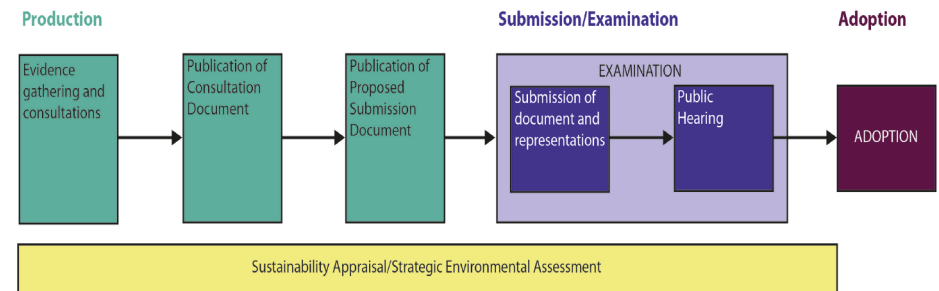 Production
Submission/Examination
Adoption
Evidence
gathering and
consultations
Publication of
Consultation
Document
Publication of
Proposed
Submission
Document
EXAMINATION
Submission of
document and
representations
Public
Hearing
ADOPTION
Sustainability Appraisal/Strategic Environmental Assessment